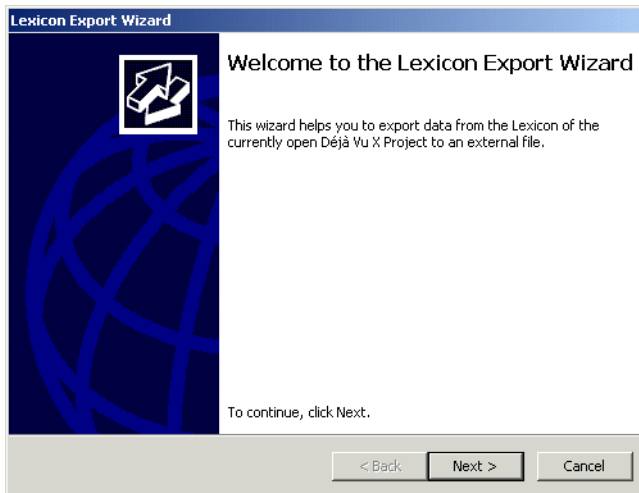 Lexicon Export Wizard
Welcome to the Lexicon Export Wizard
This wizard helps you to export data from the Lexicon of the
currently open Déjà Vu X Project to an external file.
To continue, click Next.
< Back
Next >
Cancel